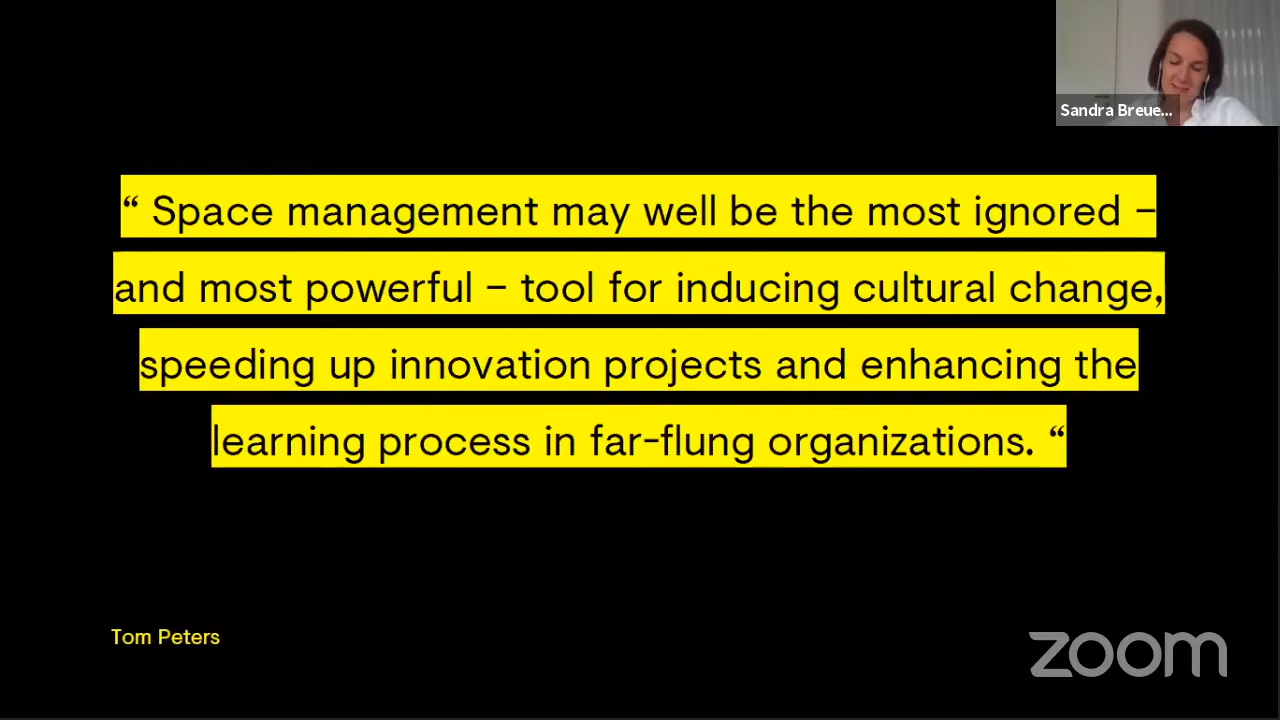 Sandra Breue...
“ Space management may well be the most ignored –
and most powerful – tool for inducing cultural change,
speeding up innovation projects and enhancing the
learning process in far-flung organizations. “
Tom Peters
zoom